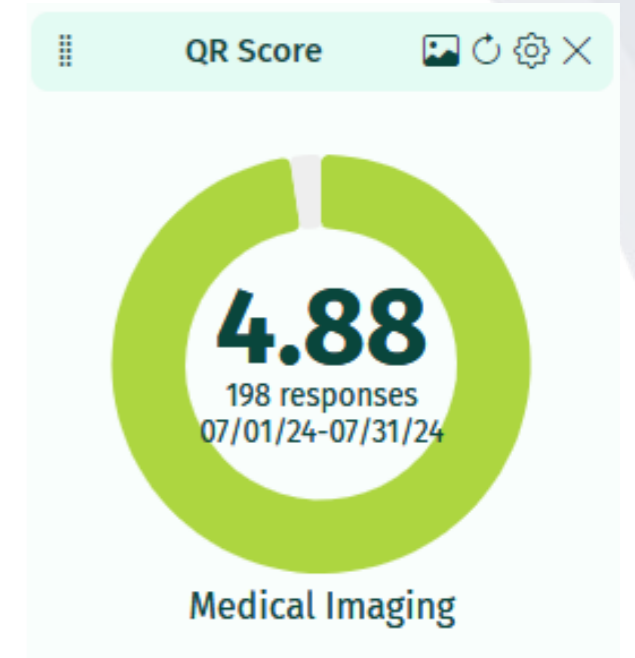 QR Score
4.88
198 responses
07/01/24-07/31/24
Medical Imaging